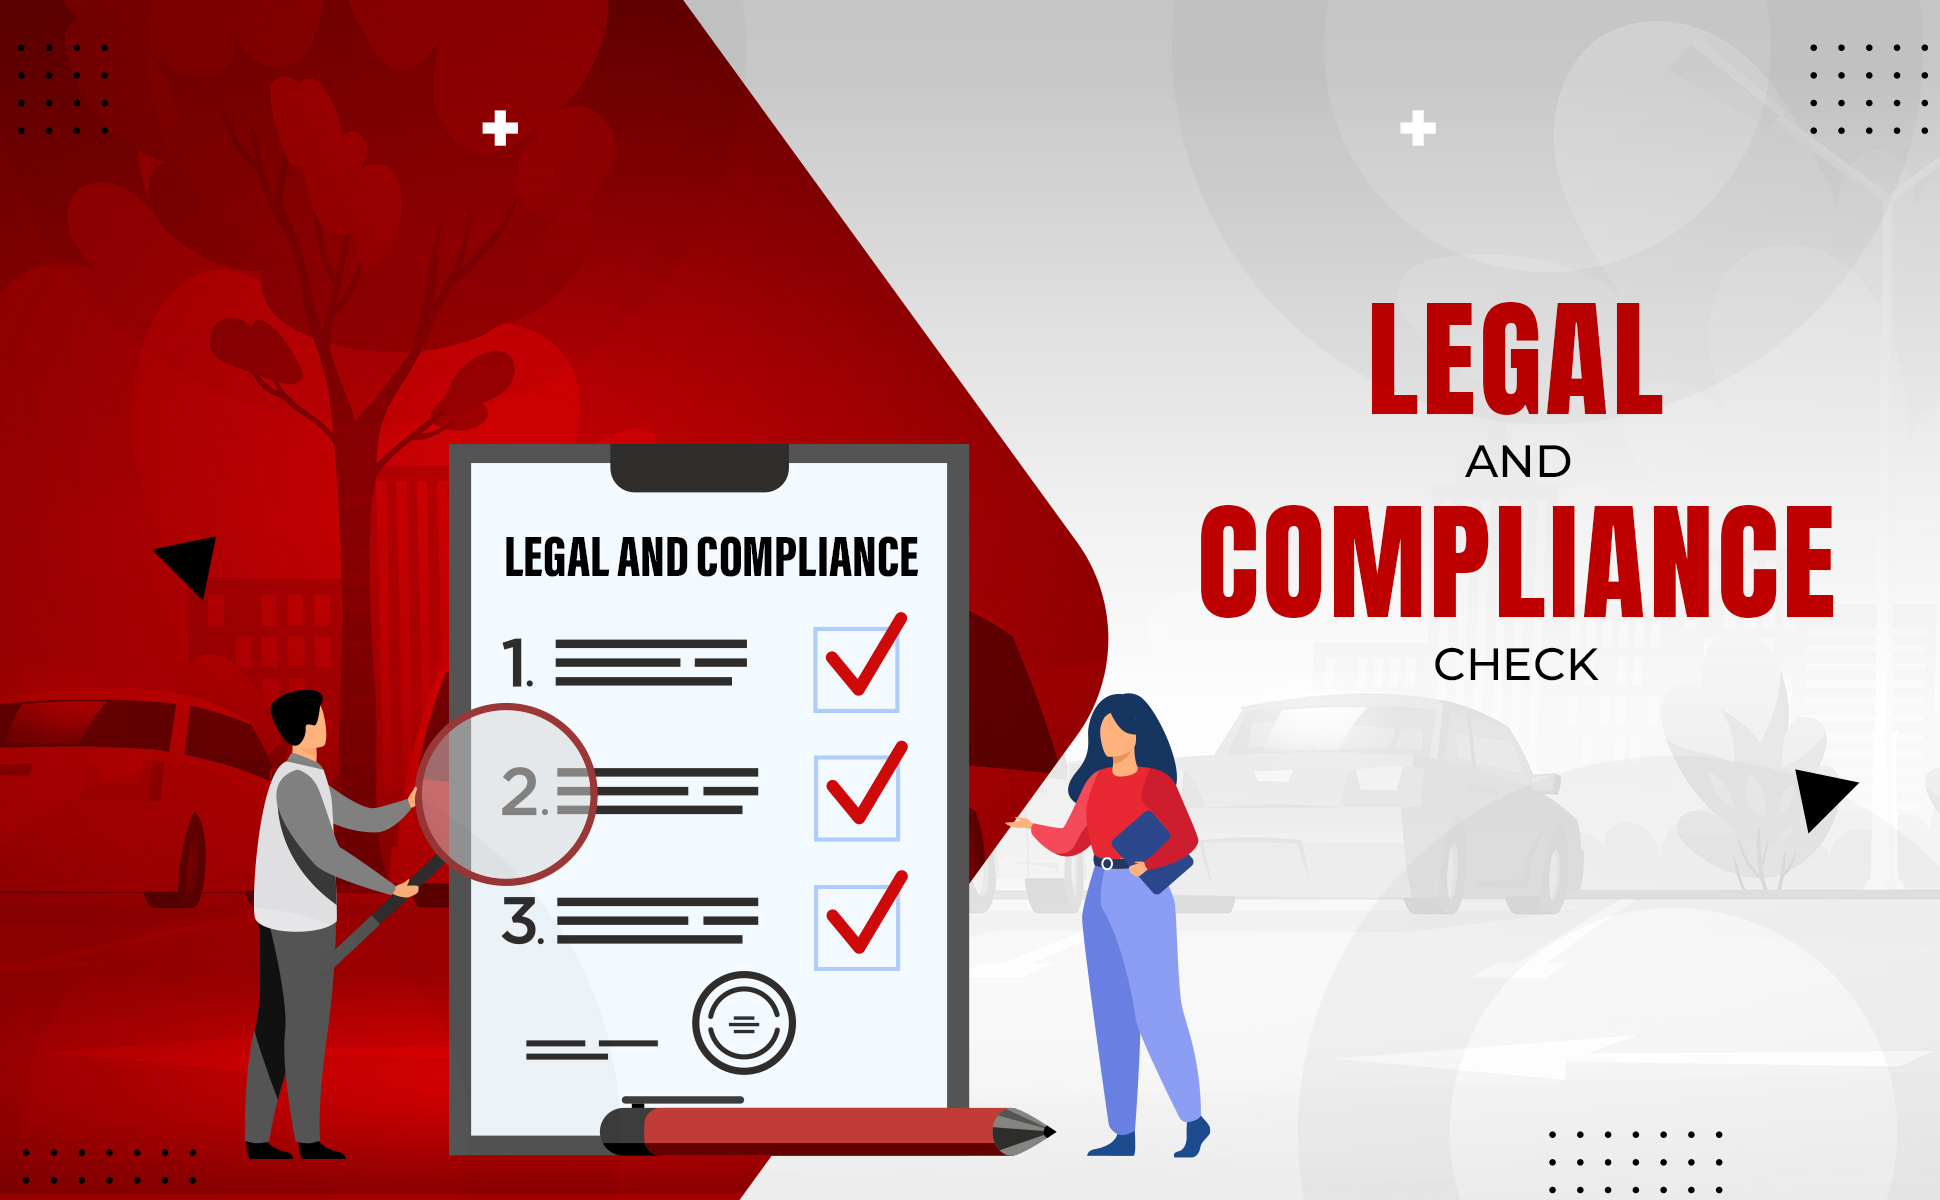 LEGAL AND COMPLIANCE
1.
2.
3.
LEGAL
AND
COMPLIANCE
CHECK